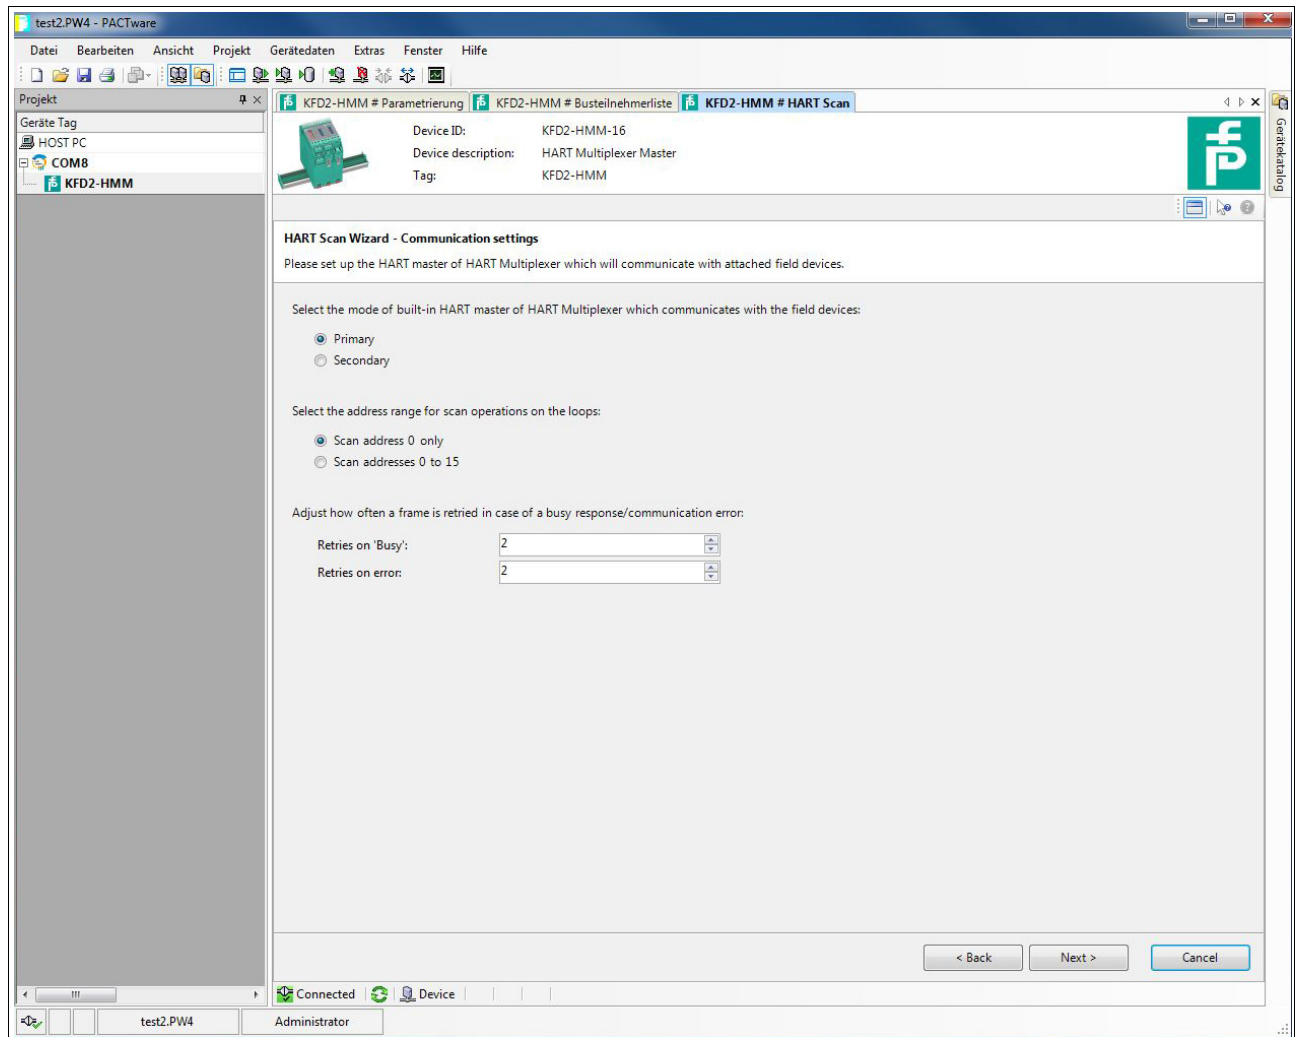 test2.PW4 - PACTware
Datei Bearbeiten Ansicht Projekt Gerätedaten Extras Fenster Hilfe
Projekt
Geräte Tag
HOST PC
COM8
KFD2-HMM
KFD2-HMM # Parametrierung
KFD2-HMM # Busteilnehmerliste
KFD2-HMM # HART Scan
Device ID: KFD2-HMM-16
Device description: HART Multiplexer Master
Tag: KFD2-HMM
Gerätekatalog
HART Scan Wizard - Communication settings
Please set up the HART master of HART Multiplexer which will communicate with attached field devices.
Select the mode of built-in HART master of HART Multiplexer which communicates with the field devices:
Primary
Secondary
Select the address range for scan operations on the loops:
Scan address 0 only
Scan addresses 0 to 15
Adjust how often a frame is retried in case of a busy response/communication error:
Retries on 'Busy': 2
Retries on error: 2
< Back Next > Cancel
Connected Device
test2.PW4 Administrator